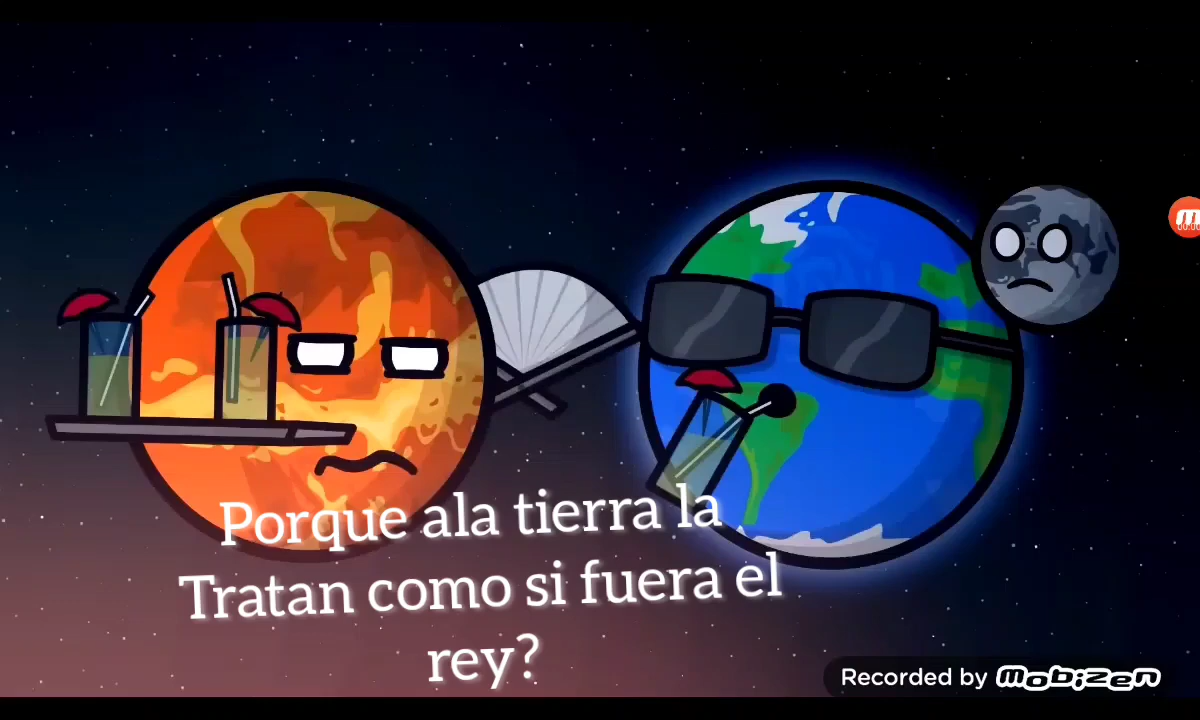 Porque ala tierra la
Tratan como si fuera el
rey?
Recorded by mobizen